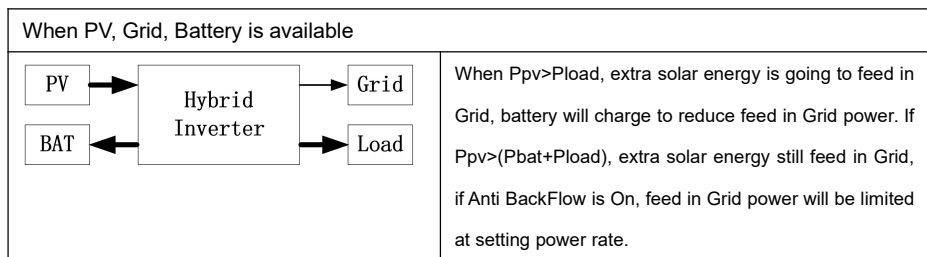 When PV, Grid, Battery is available
PV
Grid
Hybrid
Inverter
BAT
Load
When Ppv>Pload, extra solar energy is going to feed in
Grid, battery will charge to reduce feed in Grid power. If
Ppv>(Pbat+Pload), extra solar energy still feed in Grid,
if Anti BackFlow is On, feed in Grid power will be limited
at setting power rate.